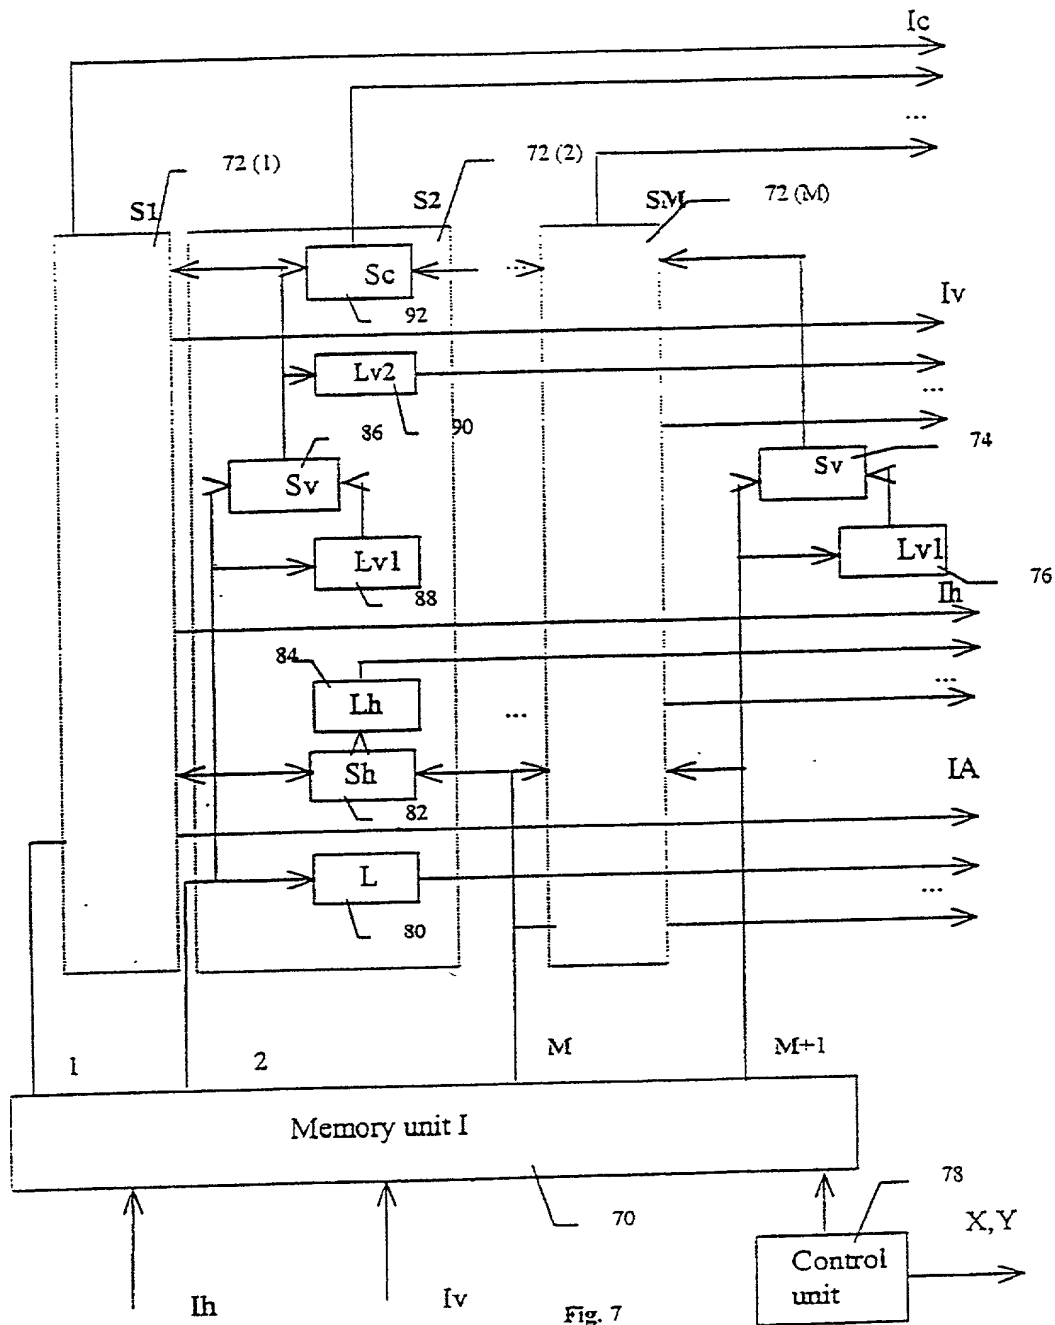 Ic
...
72 (1)
72 (2)
72 (M)
S1
S2
SM
Sc
...
92
Iv
Lv2
...
86
90
74
Sv
Sv
Lv1
Lv1
88
76
Ih
84
Lh
...
...
Sh
IA
82
L
...
80
1
2
M
M+1
Memory unit I
70
78
X,Y
Control
unit
Ih
Iv
Fig. 7